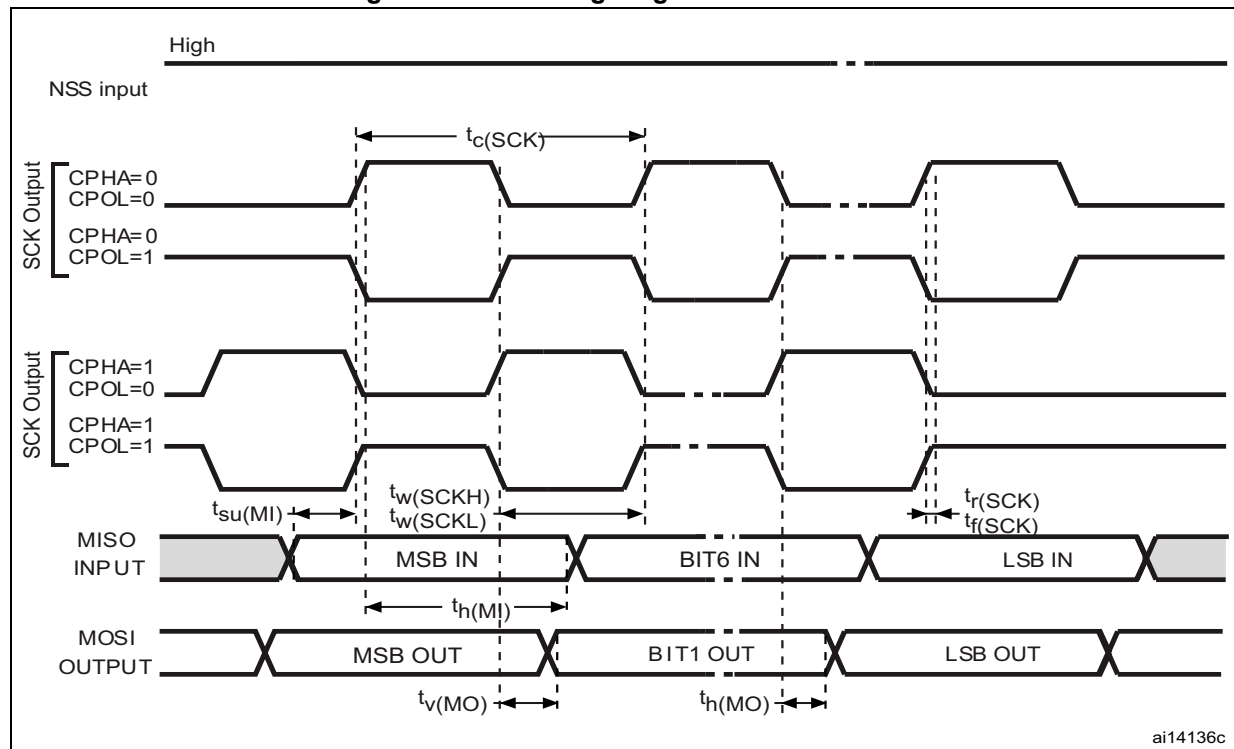 High
NSS input
tc(SCK)
SCK Output
CPHA=0
CPOL=0
CPHA=0
CPOL=1
SCK Output
CPHA=1
CPOL=0
CPHA=1
CPOL=1
tsu(MI)
tw(SCKH)
tw(SCKL)
tr(SCK)
tf(SCK)
MISO
INPUT
MSB IN
BIT6 IN
LSB IN
th(MI)
MOSI
OUTPUT
MSB OUT
BIT1 OUT
LSB OUT
tv(MO)
th(MO)
ai14136c